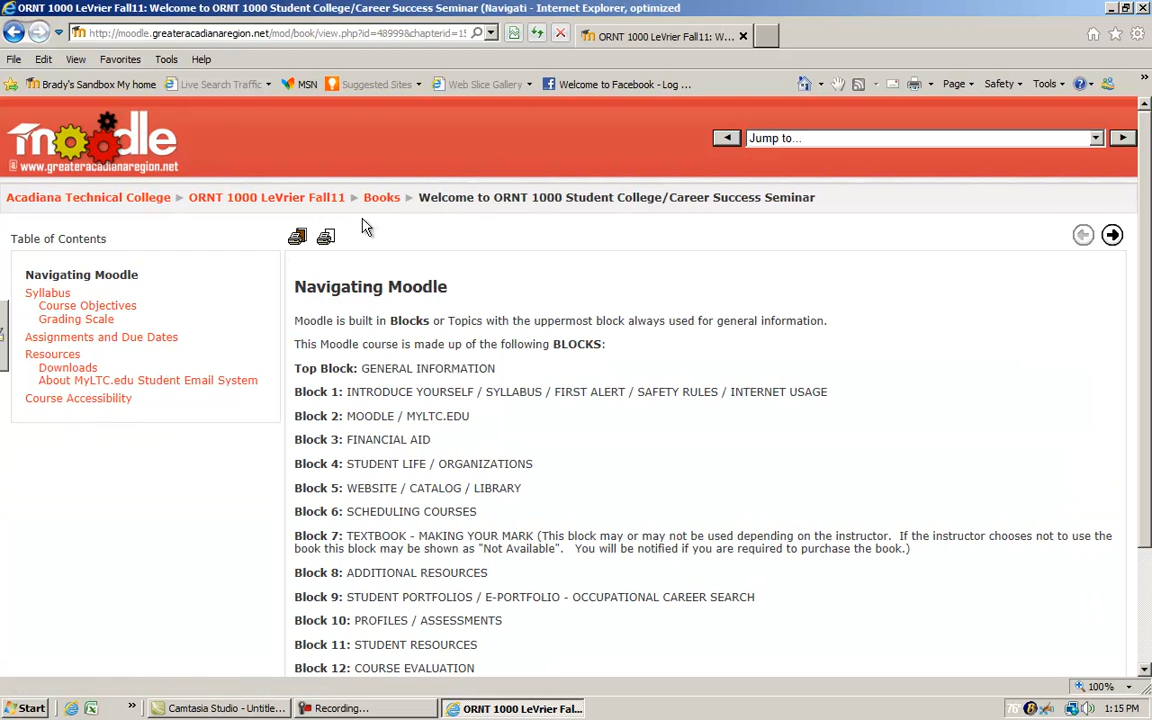 ORNT 1000 LeVrier Fall11: Welcome to ORNT 1000 Student College/Career Success Seminar (Navigati - Internet Explorer, optimized
http://moodle.greateracadianaregion.net/mod/book/view.php?id=48999&chapterid=15
ORNT 1000 LeVrier Fall11: W...
File Edit View Favorites Tools Help
Brady's Sandbox My home Live Search Traffic MSN Suggested Sites Web Slice Gallery Welcome to Facebook - Log ... Page Safety Tools
moodle
www.greateracadianaregion.net
Jump to...
Acadiana Technical College ► ORNT 1000 LeVrier Fall11 ► Books ► Welcome to ORNT 1000 Student College/Career Success Seminar
Table of Contents
Navigating Moodle
Syllabus
Course Objectives
Grading Scale
Assignments and Due Dates
Resources
Downloads
About MyLTC.edu Student Email System
Course Accessibility
Navigating Moodle
Moodle is built in Blocks or Topics with the uppermost block always used for general information.
This Moodle course is made up of the following BLOCKS:
Top Block: GENERAL INFORMATION
Block 1: INTRODUCE YOURSELF / SYLLABUS / FIRST ALERT / SAFETY RULES / INTERNET USAGE
Block 2: MOODLE / MYLTC.EDU
Block 3: FINANCIAL AID
Block 4: STUDENT LIFE / ORGANIZATIONS
Block 5: WEBSITE / CATALOG / LIBRARY
Block 6: SCHEDULING COURSES
Block 7: TEXTBOOK - MAKING YOUR MARK (This block may or may not be used depending on the instructor. If the instructor chooses not to use the
book this block may be shown as "Not Available". You will be notified if you are required to purchase the book.)
Block 8: ADDITIONAL RESOURCES
Block 9: STUDENT PORTFOLIOS / E-PORTFOLIO - OCCUPATIONAL CAREER SEARCH
Block 10: PROFILES / ASSESSMENTS
Block 11: STUDENT RESOURCES
Block 12: COURSE EVALUATION
100%
Start Camtasia Studio - Untitle... Recording... ORNT 1000 LeVrier Fal... 76° 1:15 PM